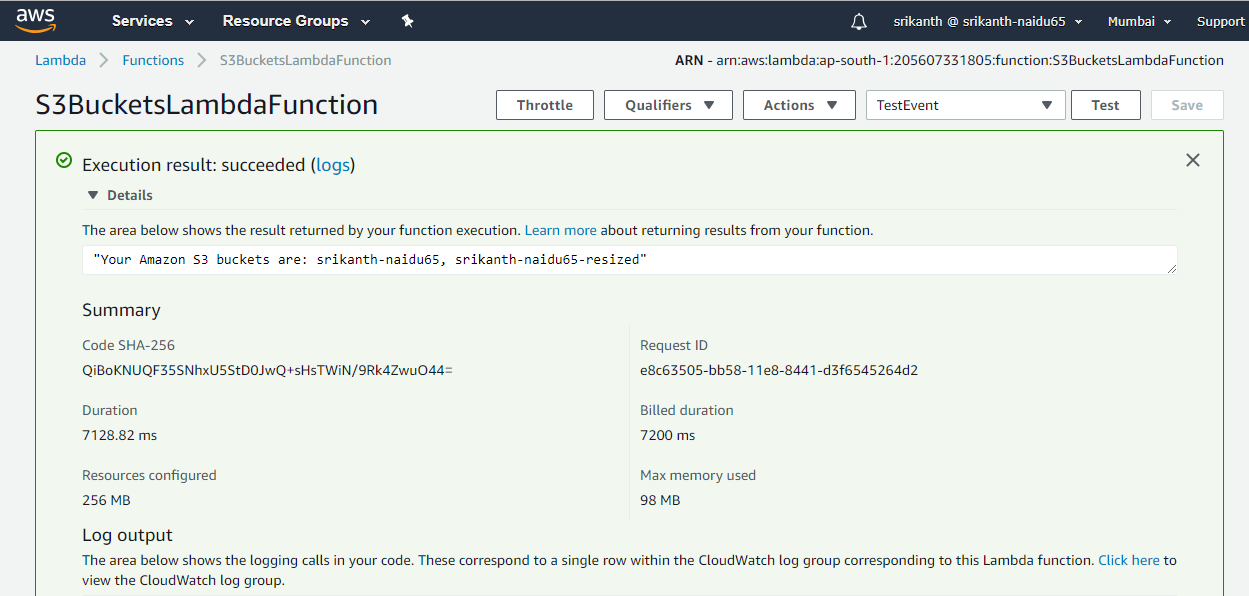 aws Services Resource Groups srikanth @ srikanth-naidu65 Mumbai Support
Lambda Functions S3BucketsLambdaFunction ARN - arn:aws:lambda:ap-south-1:205607331805:function:S3BucketsLambdaFunction
S3BucketsLambdaFunction Throttle Qualifiers Actions TestEvent Test Save
Execution result: succeeded (logs)
Details
The area below shows the result returned by your function execution. Learn more about returning results from your function.
"Your Amazon S3 buckets are: srikanth-naidu65, srikanth-naidu65-resized"
Summary
Code SHA-256 Request ID
QiBoKNUQF35SNhxU5StD0JwQ+sHsTWiN/9Rk4ZwuO44= e8c63505-bb58-11e8-8441-d3f6545264d2
Duration Billed duration
7128.82 ms 7200 ms
Resources configured Max memory used
256 MB 98 MB
Log output
The area below shows the logging calls in your code. These correspond to a single row within the CloudWatch log group corresponding to this Lambda function. Click here to
view the CloudWatch log group.